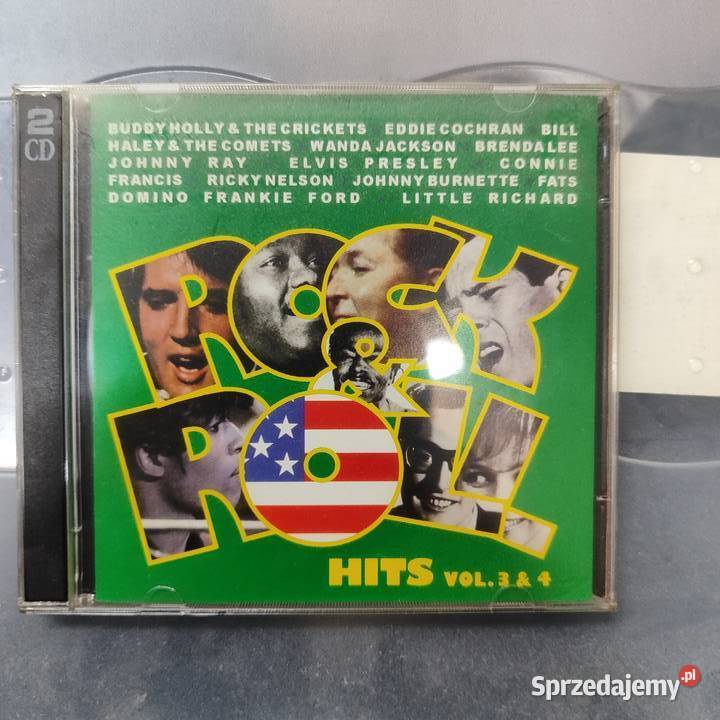 2
CD
BUDDY HOLLY & THE CRICKETS EDDIE COCHRAN BILL
HALEY & THE COMETS WANDA JACKSON BRENDA LEE
JOHNNY RAY ELVIS PRESLEY CONNIE
FRANCIS RICKY NELSON JOHNNY BURNETTE FATS
DOMINO FRANKIE FORD LITTLE RICHARD
ROCK
&
ROLL
HITS VOL. 3 & 4
Sprzedajemy.pl